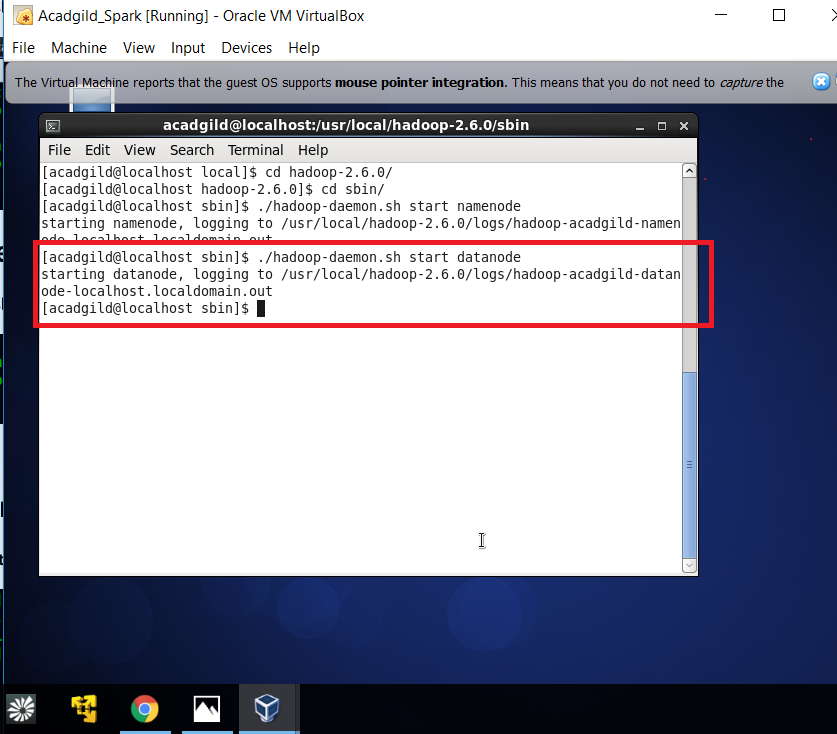 Acadgild_Spark [Running] - Oracle VM VirtualBox
File Machine View Input Devices Help
The Virtual Machine reports that the guest OS supports mouse pointer integration. This means that you do not need to capture the
acadgild@localhost:/usr/local/hadoop-2.6.0/sbin
File Edit View Search Terminal Help
[acadgild@localhost local]$ cd hadoop-2.6.0/
[acadgild@localhost hadoop-2.6.0]$ cd sbin/
[acadgild@localhost sbin]$ ./hadoop-daemon.sh start namenode
starting namenode, logging to /usr/local/hadoop-2.6.0/logs/hadoop-acadgild-namen
ode-localhost.localdomain.out
[acadgild@localhost sbin]$ ./hadoop-daemon.sh start datanode
starting datanode, logging to /usr/local/hadoop-2.6.0/logs/hadoop-acadgild-datan
ode-localhost.localdomain.out
[acadgild@localhost sbin]$